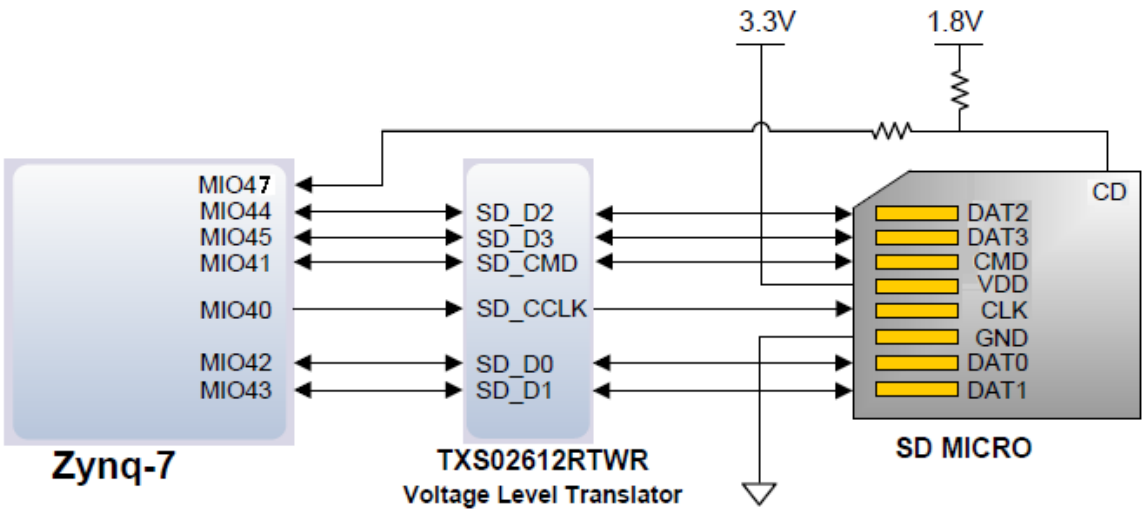 3.3V
1.8V
MIO47
MIO44
MIO45
MIO41
MIO40
MIO42
MIO43
Zynq-7
SD_D2
SD_D3
SD_CMD
SD_CCLK
SD_D0
SD_D1
TXS02612RTWR
Voltage Level Translator
CD
DAT2
DAT3
CMD
VDD
CLK
GND
DAT0
DAT1
SD MICRO